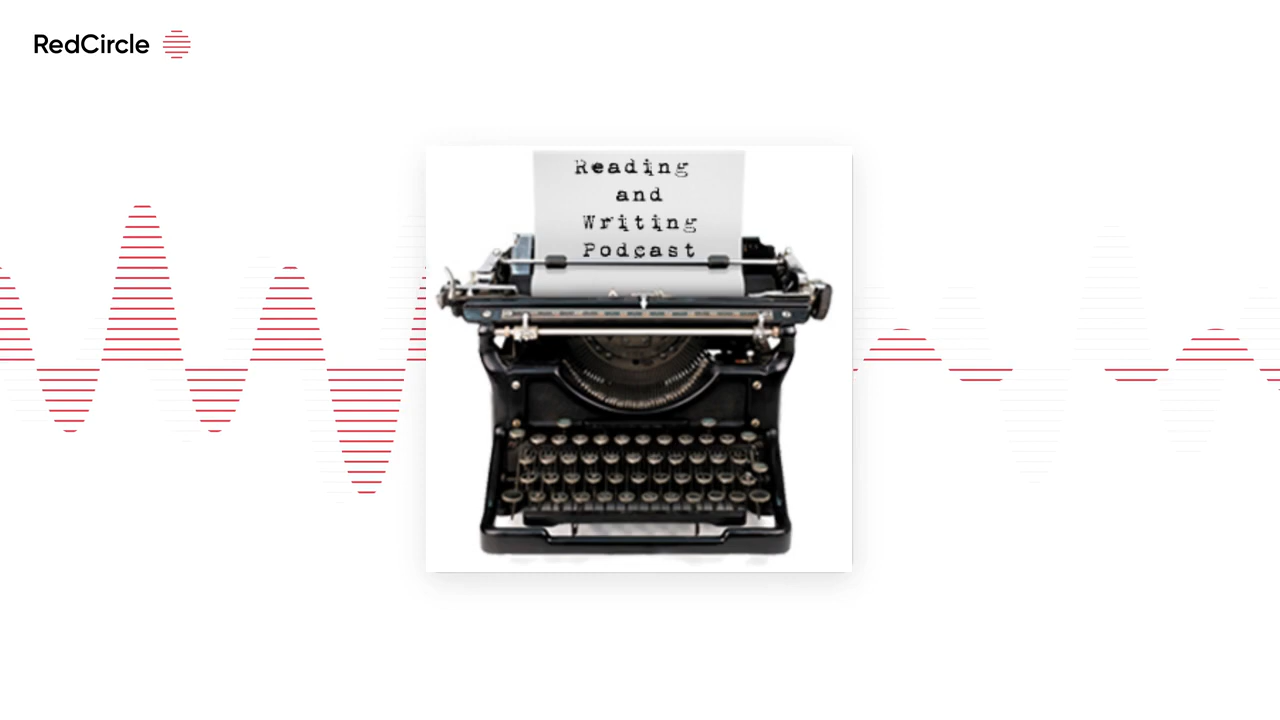 RedCircle
Reading
and
Writing
Podcast